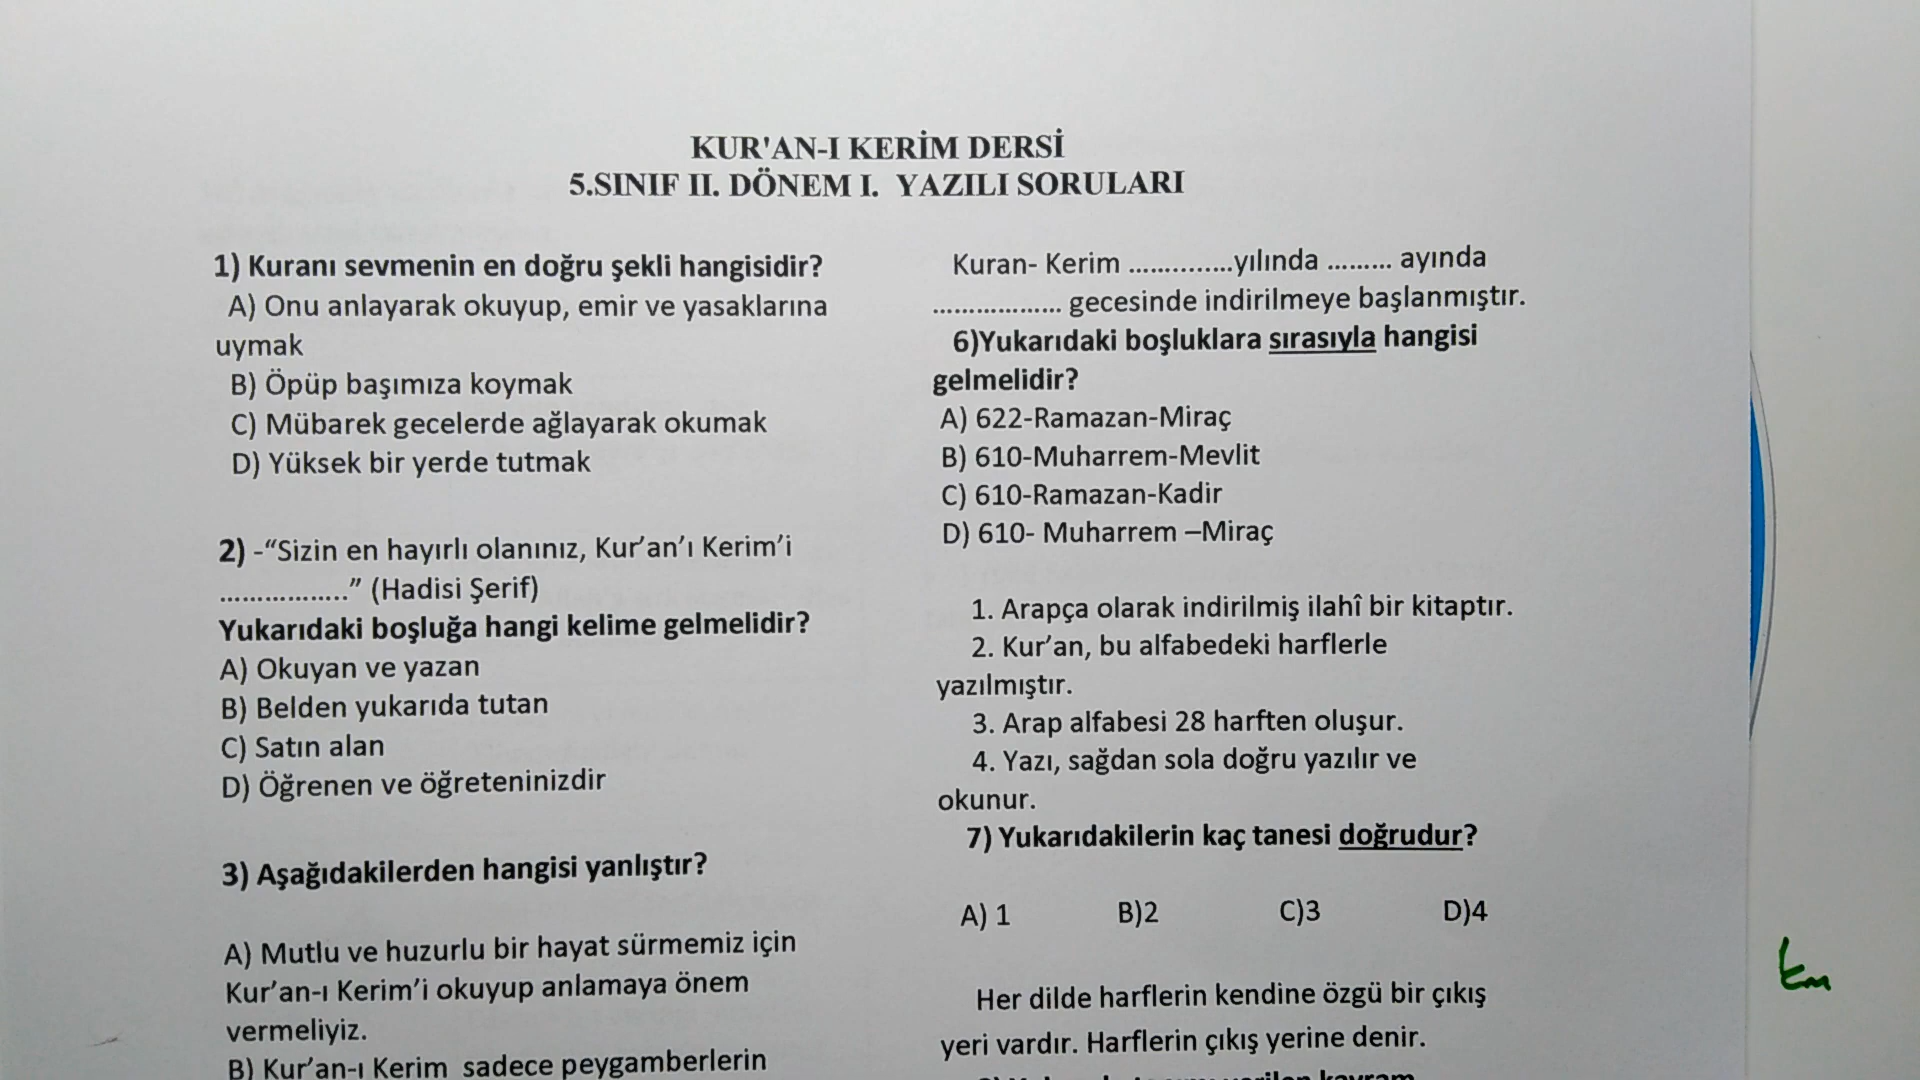 KUR'AN-I KERİM DERSİ
5.SINIF II. DÖNEM I. YAZILI SORULARI
1) Kuranı sevmenin en doğru şekli hangisidir?
A) Onu anlayarak okuyup, emir ve yasaklarına
uymak
B) Öpüp başımıza koymak
C) Mübarek gecelerde ağlayarak okumak
D) Yüksek bir yerde tutmak
2) -“Sizin en hayırlı olanınız, Kur’an’ı Kerim’i
.................” (Hadisi Şerif)
Yukarıdaki boşluğa hangi kelime gelmelidir?
A) Okuyan ve yazan
B) Belden yukarıda tutan
C) Satın alan
D) Öğrenen ve öğreteninizdir
3) Aşağıdakilerden hangisi yanlıştır?
A) Mutlu ve huzurlu bir hayat sürmemiz için
Kur’an-ı Kerim’i okuyup anlamaya önem
vermeliyiz.
B) Kur’an-ı Kerim sadece peygamberlerin
Kuran- Kerim ..............yılında ......... ayında
.................. gecesinde indirilmeye başlanmıştır.
6)Yukarıdaki boşluklara sırasıyla hangisi
gelmelidir?
A) 622-Ramazan-Miraç
B) 610-Muharrem-Mevlit
C) 610-Ramazan-Kadir
D) 610- Muharrem –Miraç
1. Arapça olarak indirilmiş ilahî bir kitaptır.
2. Kur’an, bu alfabedeki harflerle
yazılmıştır.
3. Arap alfabesi 28 harften oluşur.
4. Yazı, sağdan sola doğru yazılır ve
okunur.
7) Yukarıdakilerin kaç tanesi doğrudur?
A) 1 B)2 C)3 D)4
Her dilde harflerin kendine özgü bir çıkış
yeri vardır. Harflerin çıkış yerine denir.